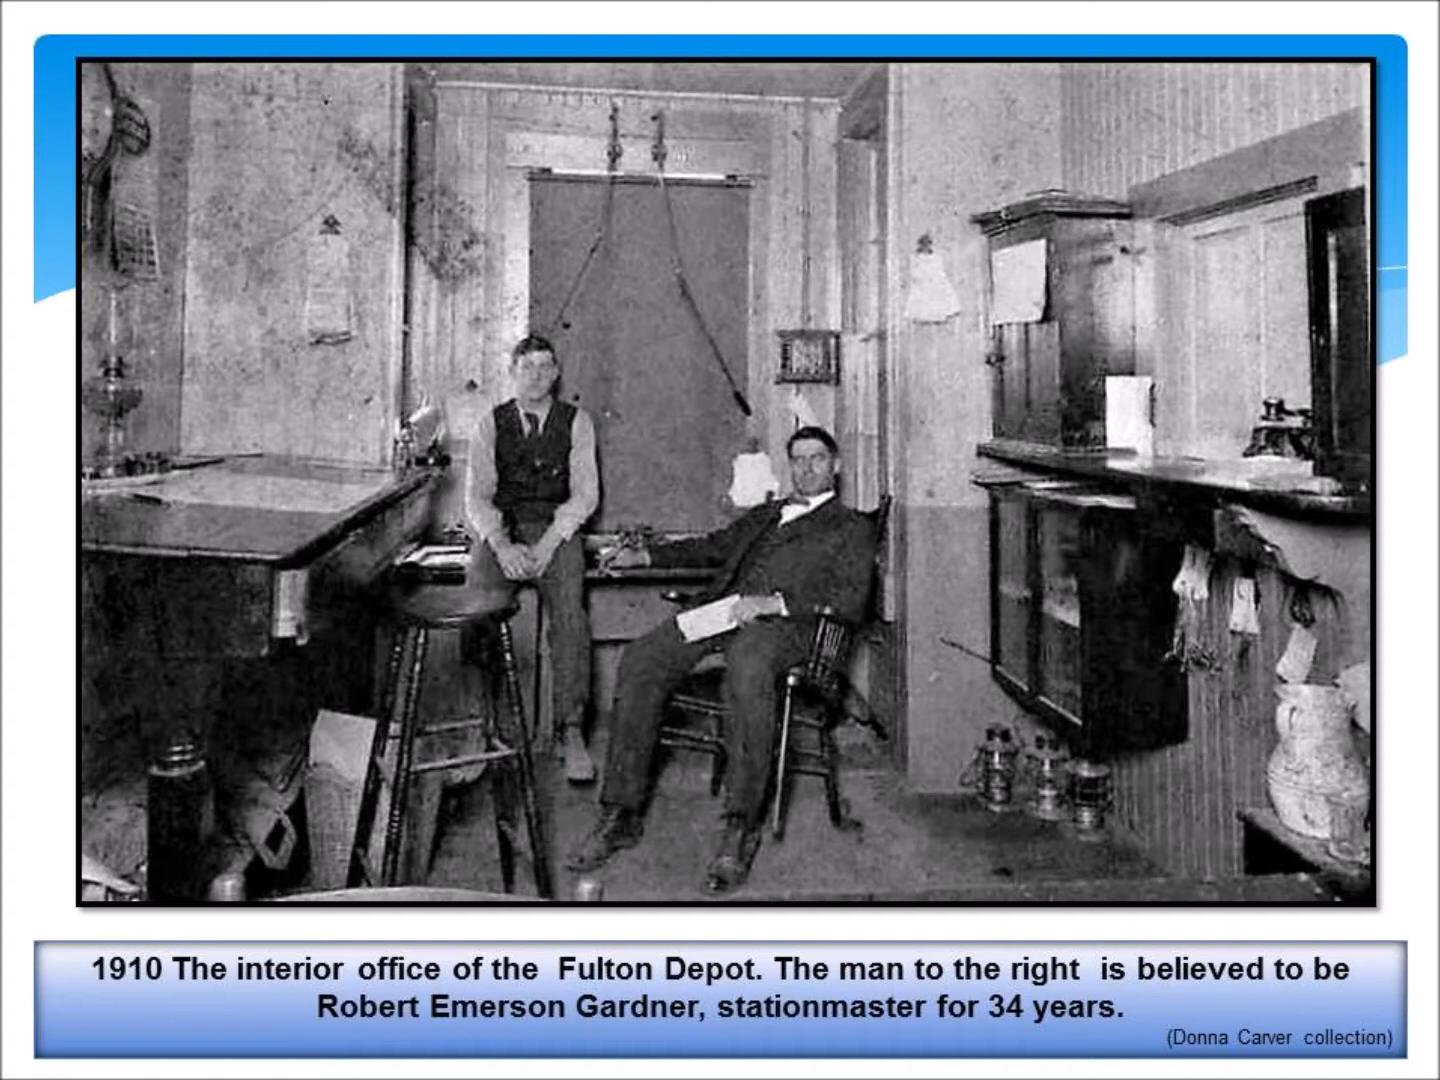 1910 The interior office of the Fulton Depot. The man to the right is believed to be
Robert Emerson Gardner, stationmaster for 34 years.
(Donna Carver collection)